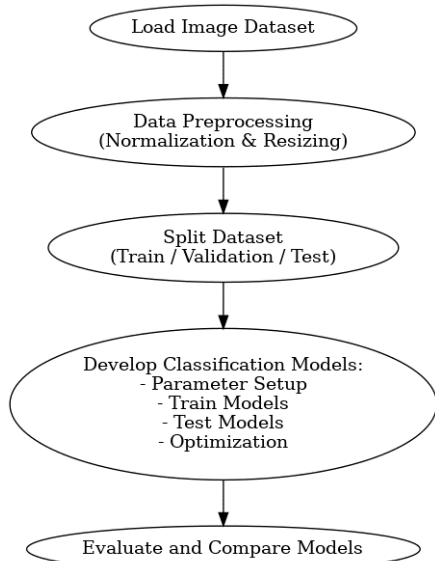 Load Image Dataset
Data Preprocessing
(Normalization & Resizing)
Split Dataset
(Train / Validation / Test)
Develop Classification Models:
- Parameter Setup
- Train Models
- Test Models
- Optimization
Evaluate and Compare Models